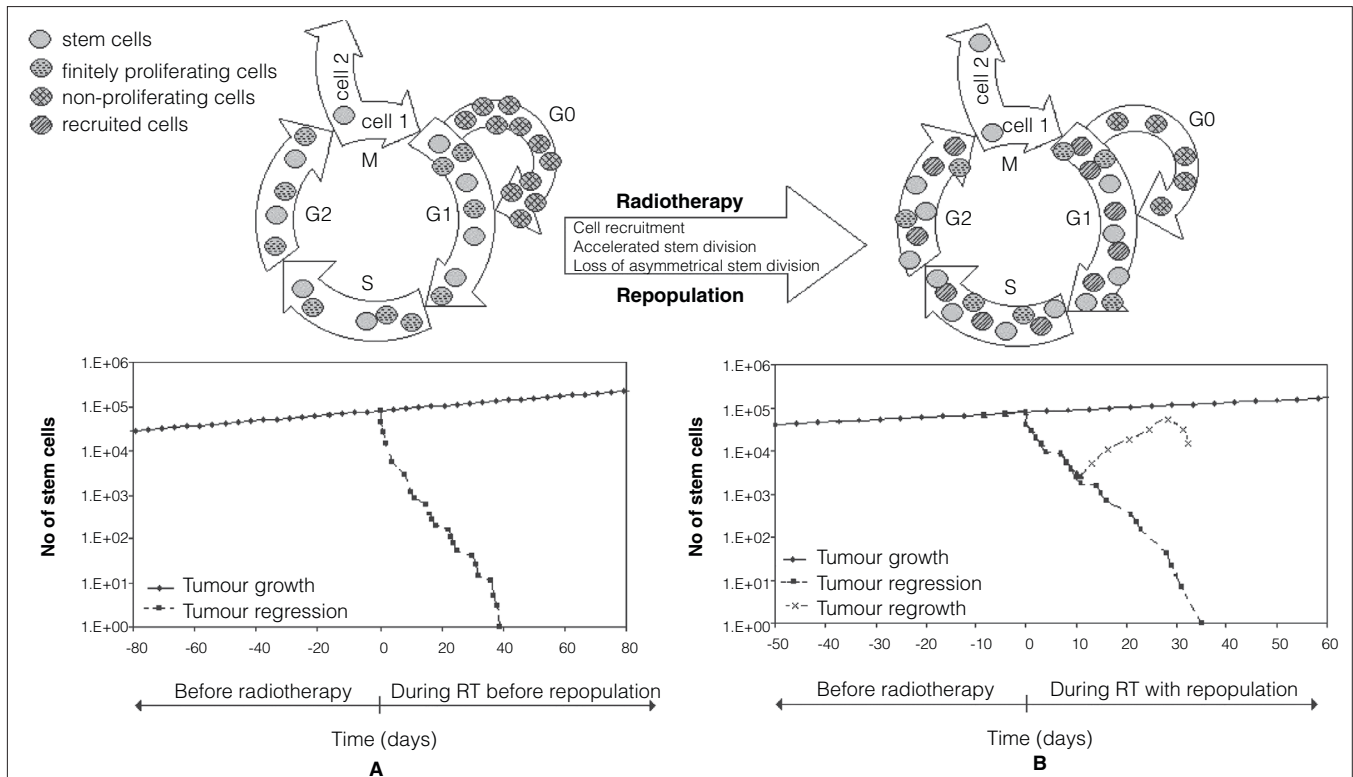 stem cells
finitely proliferating cells
non-proliferating cells
recruited cells
cell 2
cell 1
M
G0
G1
G2
S
Radiotherapy
Cell recruitment
Accelerated stem division
Loss of asymmetrical stem division
Repopulation
cell 2
cell 1
M
G0
G1
G2
S
No of stem cells
1.E+06
1.E+05
1.E+04
1.E+03
1.E+02
1.E+01
1.E+00
Tumour growth
Tumour regression
-80 -60 -40 -20 0 20 40 60 80
Before radiotherapy During RT before repopulation
Time (days)
A
No of stem cells
1.E+06
1.E+05
1.E+04
1.E+03
1.E+02
1.E+01
1.E+00
Tumour growth
Tumour regression
Tumour regrowth
-50 -40 -30 -20 -10 0 10 20 30 40 50 60
Before radiotherapy During RT with repopulation
Time (days)
B